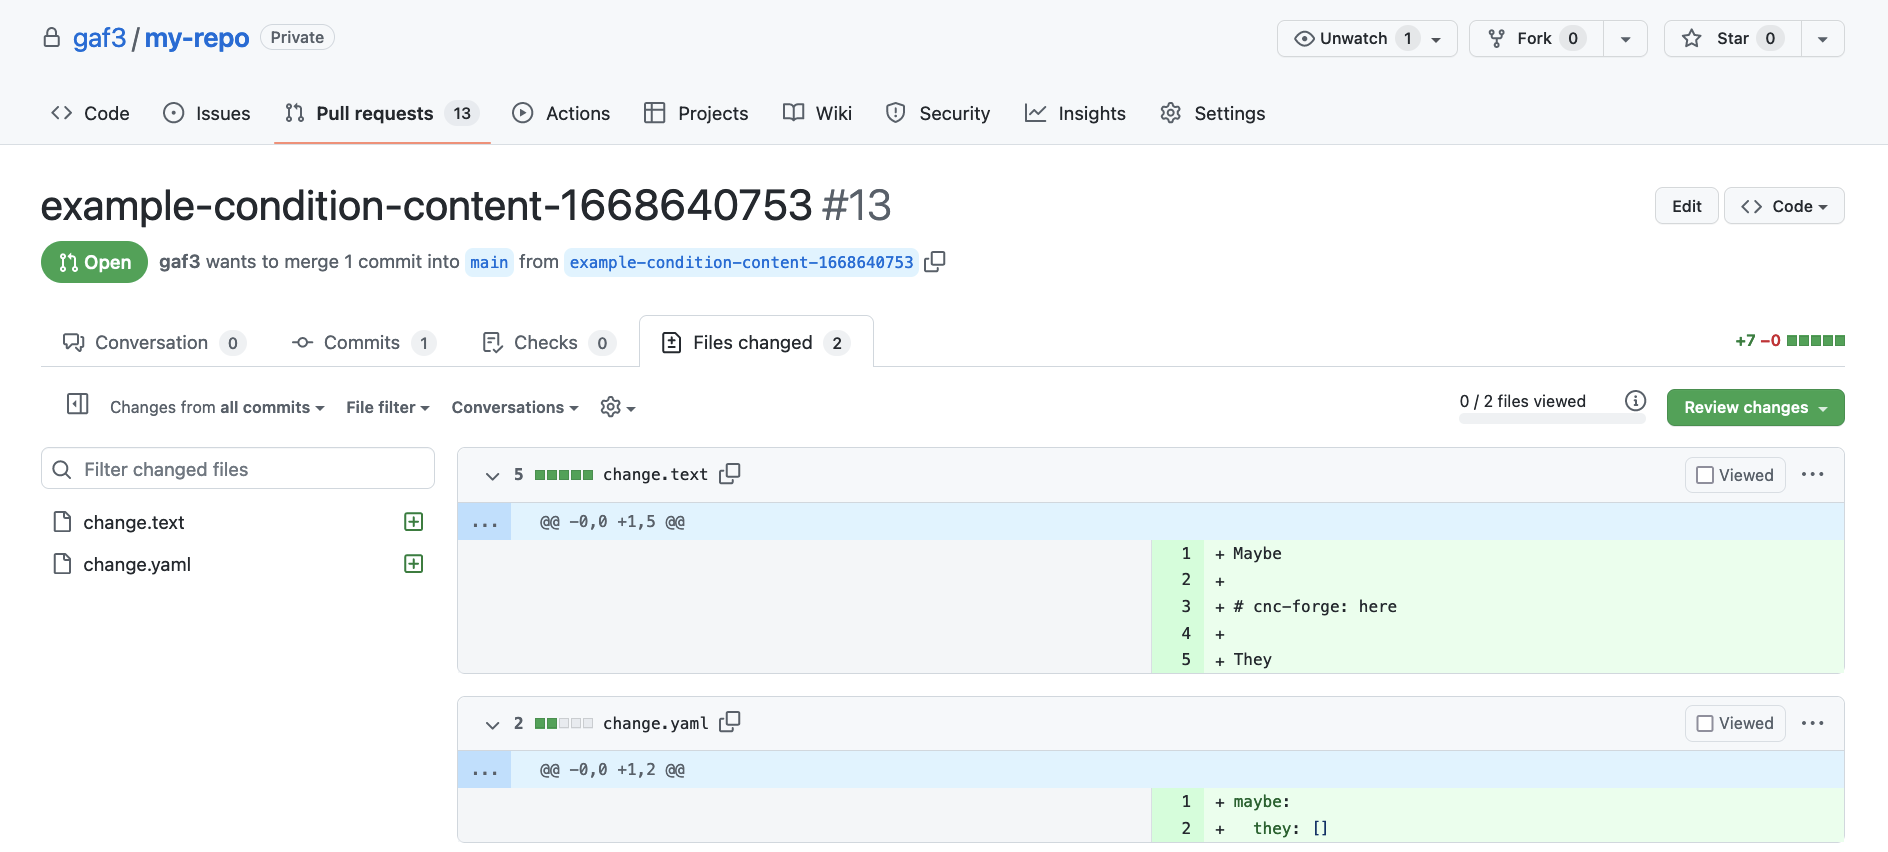 gaf3 / my-repo Private
Unwatch 1
Fork 0
Star 0
Code
Issues
Pull requests 13
Actions
Projects
Wiki
Security
Insights
Settings
example-condition-content-1668640753 #13
Edit
Code
Open
gaf3 wants to merge 1 commit into main from example-condition-content-1668640753
Conversation 0
Commits 1
Checks 0
Files changed 2
+7 −0
Changes from all commits
File filter
Conversations
0 / 2 files viewed
Review changes
Filter changed files
change.text
change.yaml
5 change.text
Viewed
...
@@ -0,0 +1,5 @@
1 + Maybe
2 +
3 + # cnc-forge: here
4 +
5 + They
2 change.yaml
Viewed
...
@@ -0,0 +1,2 @@
1 + maybe:
2 +   they: []